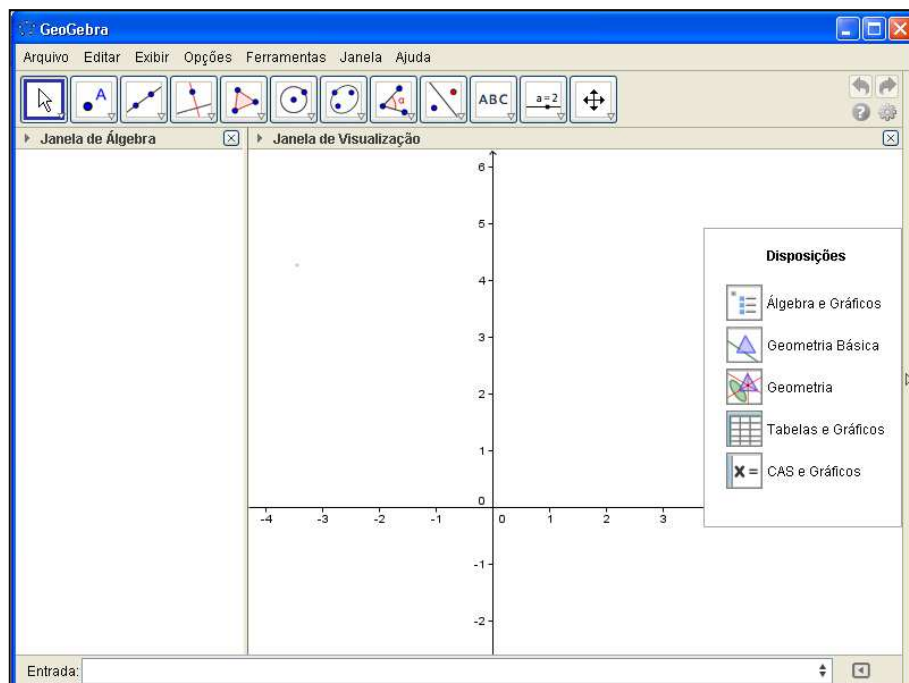 GeoGebra
Arquivo Editar Exibir Opções Ferramentas Janela Ajuda
A α ABC a=2
Janela de Álgebra Janela de Visualização
6
5
4
3
2
1
0
-4 -3 -2 -1 0 1 2 3
-1
-2
Disposições
Álgebra e Gráficos
Geometria Básica
Geometria
Tabelas e Gráficos
X = CAS e Gráficos
Entrada: